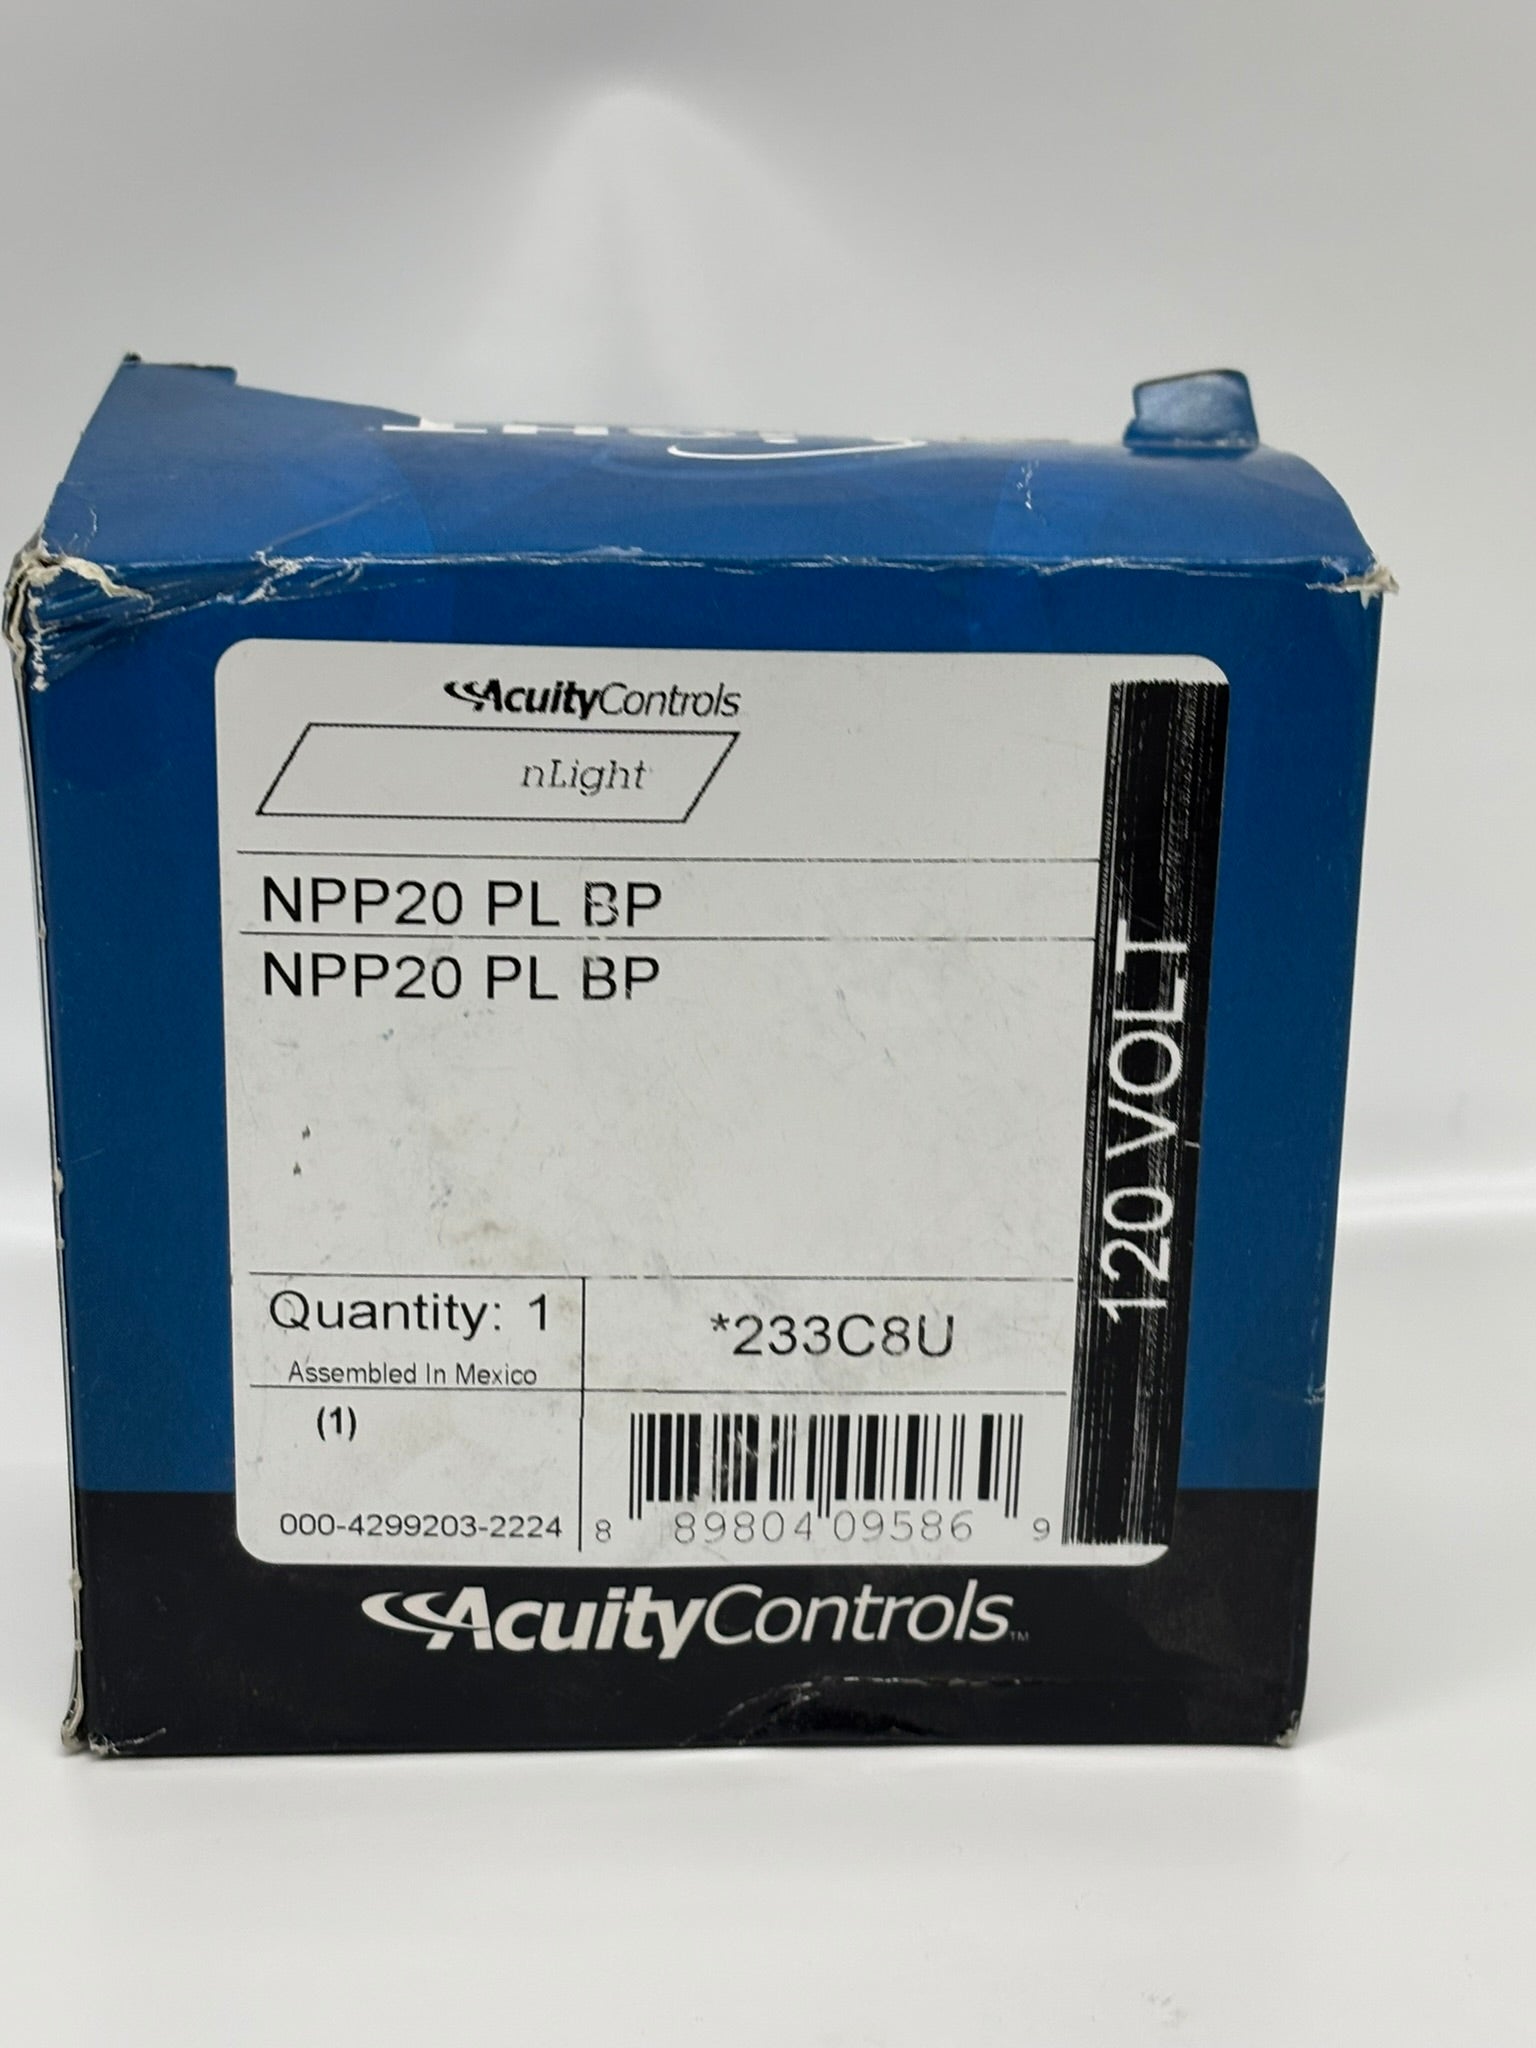 AcuityControls
nLight
NPP20 PL BP
NPP20 PL BP
120 VOLT
Quantity: 1
Assembled In Mexico
*233C8U
(1)
000-4299203-2224
8 89804 09586 9
AcuityControls™